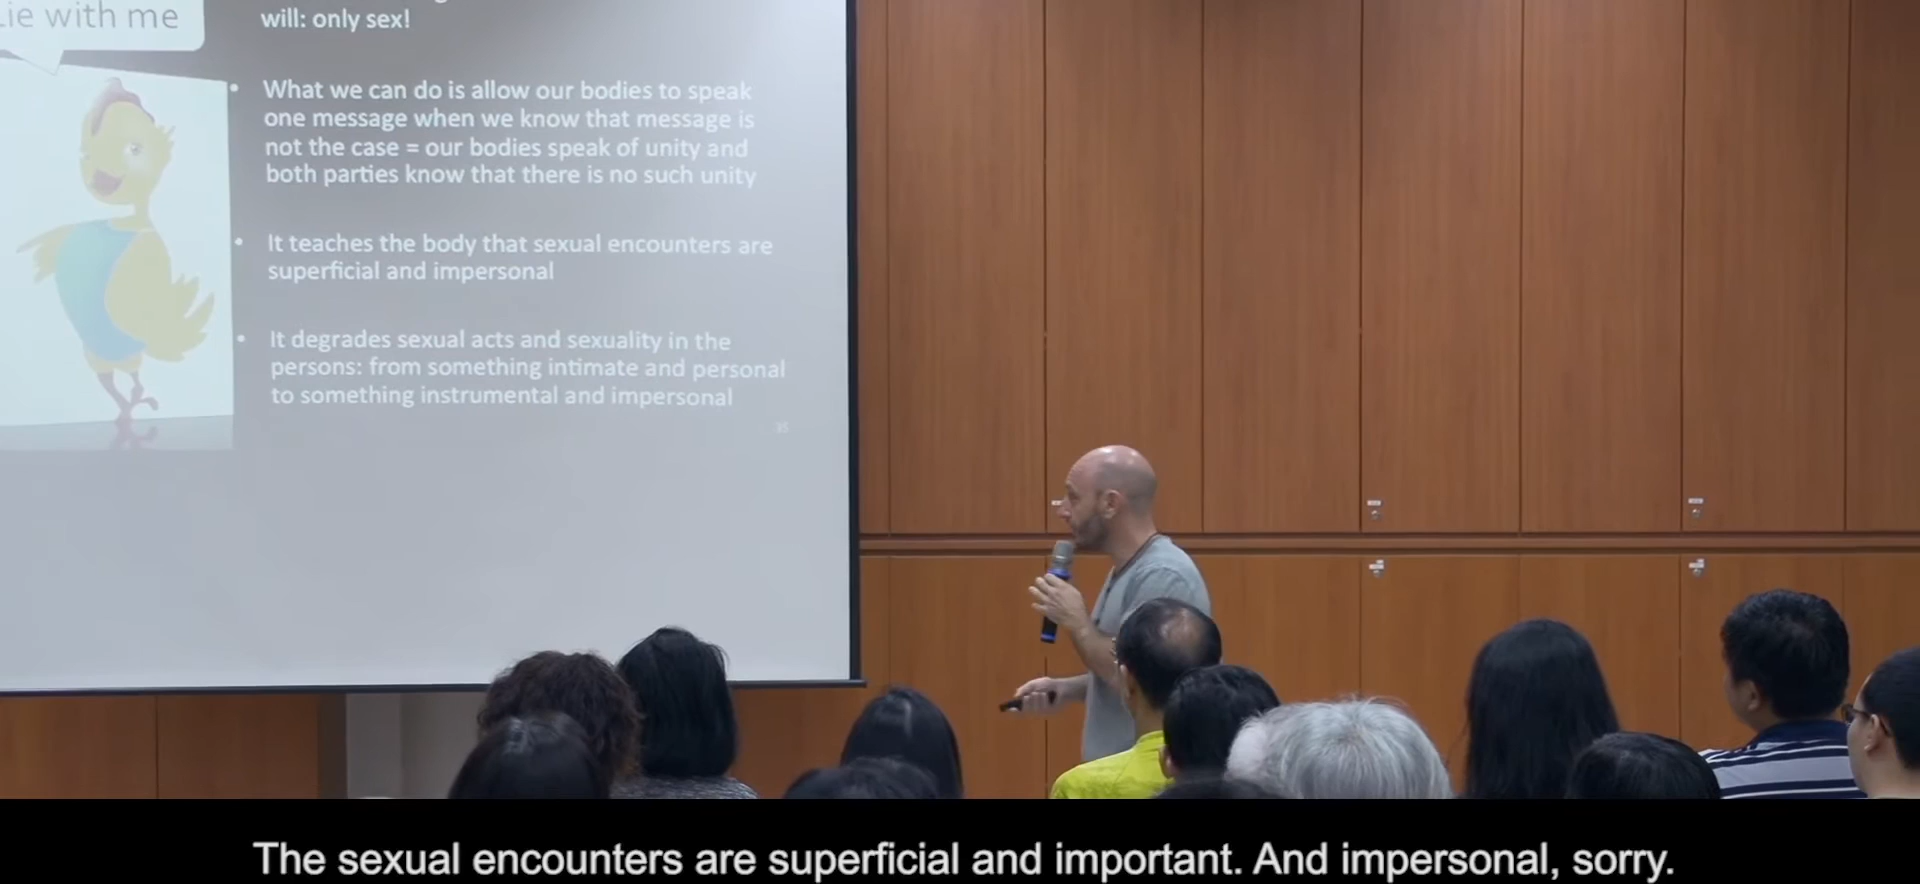 ie with me
will: only sex!
• What we can do is allow our bodies to speak
one message when we know that message is
not the case = our bodies speak of unity and
both parties know that there is no such unity
• It teaches the body that sexual encounters are
superficial and impersonal
• It degrades sexual acts and sexuality in the
persons: from something intimate and personal
to something instrumental and impersonal
The sexual encounters are superficial and important. And impersonal, sorry.